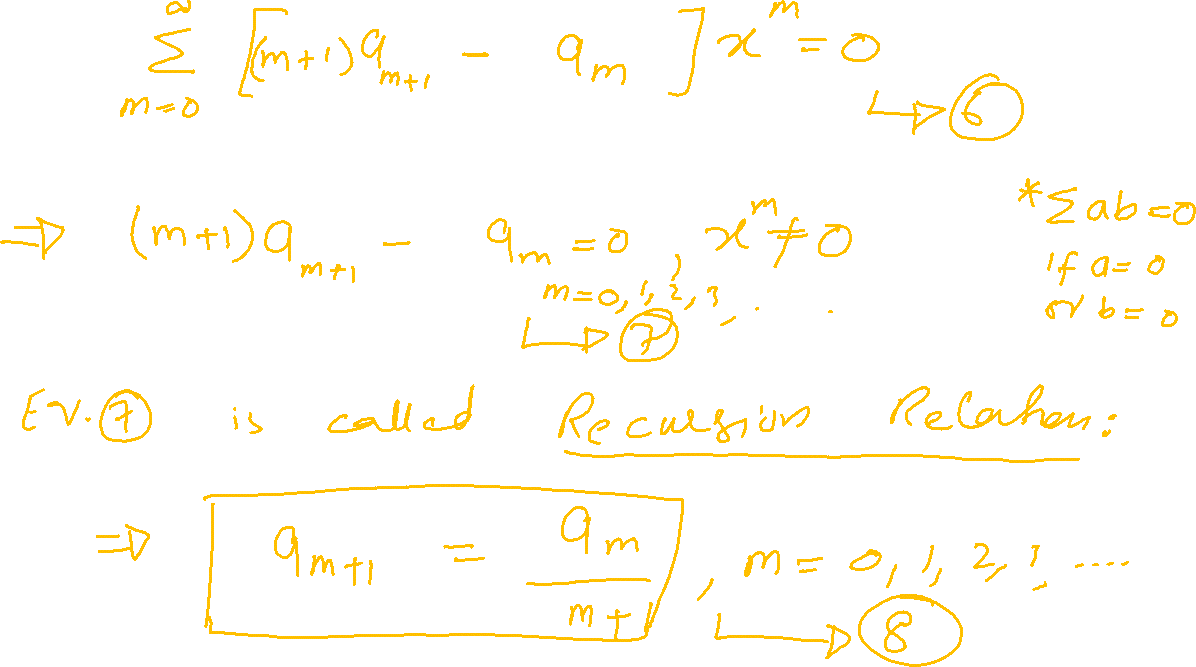 ∞
∑ [(m+1)a_{m+1} - a_m] x^m = 0
m=0
↳ ⑥
⇒ (m+1)a_{m+1} - a_m = 0, x^m ≠ 0
m=0, 1, 2, 3, ...
↳ ⑦
*∑ab=0
if a=0
or b=0
Eq. ⑦ is called Recursion Relation:
⇒ a_{m+1} = a_m / (m+1), m = 0, 1, 2, 3, ....
↳ ⑧